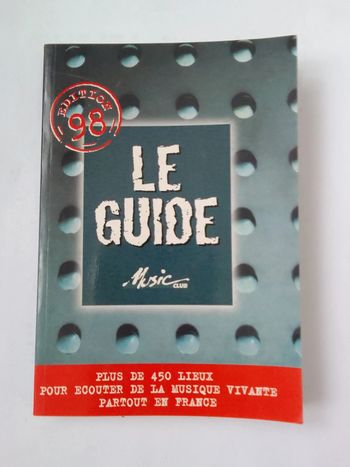 EDITION
98
LE
GUIDE
Music
CLUB
PLUS DE 450 LIEUX
POUR ECOUTER DE LA MUSIQUE VIVANTE
PARTOUT EN FRANCE